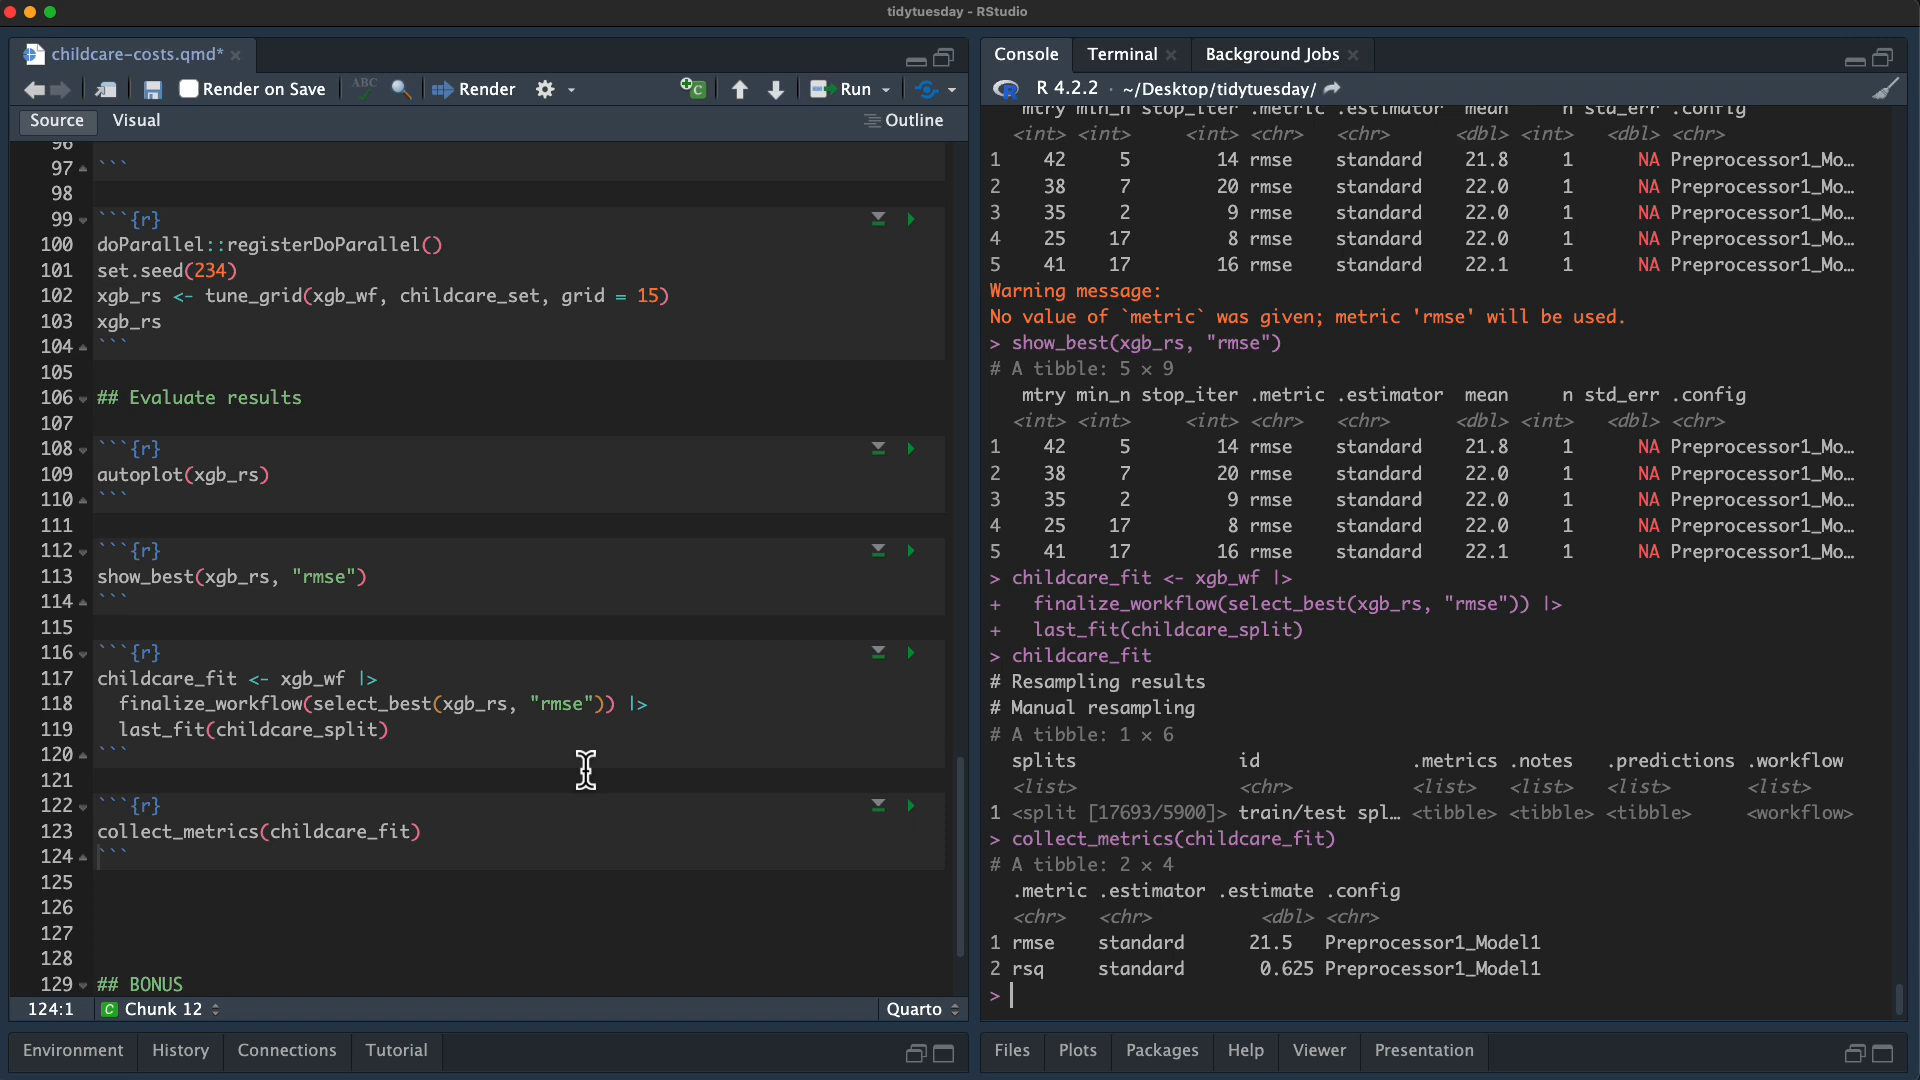 tidytuesday - RStudio
childcare-costs.qmd*
Render on Save
ABC
Render
Run
Source
Visual
Outline
96
97 ```
98
99 ```{r}
100 doParallel::registerDoParallel()
101 set.seed(234)
102 xgb_rs <- tune_grid(xgb_wf, childcare_set, grid = 15)
103 xgb_rs
104 ```
105
106 ## Evaluate results
107
108 ```{r}
109 autoplot(xgb_rs)
110 ```
111
112 ```{r}
113 show_best(xgb_rs, "rmse")
114 ```
115
116 ```{r}
117 childcare_fit <- xgb_wf |>
118   finalize_workflow(select_best(xgb_rs, "rmse")) |>
119   last_fit(childcare_split)
120 ```
121
122 ```{r}
123 collect_metrics(childcare_fit)
124 ```
125
126
127
128
129 ## BONUS
124:1
C Chunk 12
Quarto
Environment
History
Connections
Tutorial
Console
Terminal
Background Jobs
R 4.2.2 · ~/Desktop/tidytuesday/
mtry min_n stop_iter .metric .estimator mean n std_err .config
<int> <int> <int> <chr> <chr> <dbl> <int> <dbl> <chr>
1 42 5 14 rmse standard 21.8 1 NA Preprocessor1_Mo…
2 38 7 20 rmse standard 22.0 1 NA Preprocessor1_Mo…
3 35 2 9 rmse standard 22.0 1 NA Preprocessor1_Mo…
4 25 17 8 rmse standard 22.0 1 NA Preprocessor1_Mo…
5 41 17 16 rmse standard 22.1 1 NA Preprocessor1_Mo…
Warning message:
No value of `metric` was given; metric 'rmse' will be used.
> show_best(xgb_rs, "rmse")
# A tibble: 5 × 9
mtry min_n stop_iter .metric .estimator mean n std_err .config
<int> <int> <int> <chr> <chr> <dbl> <int> <dbl> <chr>
1 42 5 14 rmse standard 21.8 1 NA Preprocessor1_Mo…
2 38 7 20 rmse standard 22.0 1 NA Preprocessor1_Mo…
3 35 2 9 rmse standard 22.0 1 NA Preprocessor1_Mo…
4 25 17 8 rmse standard 22.0 1 NA Preprocessor1_Mo…
5 41 17 16 rmse standard 22.1 1 NA Preprocessor1_Mo…
> childcare_fit <- xgb_wf |>
+   finalize_workflow(select_best(xgb_rs, "rmse")) |>
+   last_fit(childcare_split)
> childcare_fit
# Resampling results
# Manual resampling
# A tibble: 1 × 6
splits id .metrics .notes .predictions .workflow
<list> <chr> <list> <list> <list> <list>
1 <split [17693/5900]> train/test spl… <tibble> <tibble> <tibble> <workflow>
> collect_metrics(childcare_fit)
# A tibble: 2 × 4
.metric .estimator .estimate .config
<chr> <chr> <dbl> <chr>
1 rmse standard 21.5 Preprocessor1_Model1
2 rsq standard 0.625 Preprocessor1_Model1
>
Files
Plots
Packages
Help
Viewer
Presentation